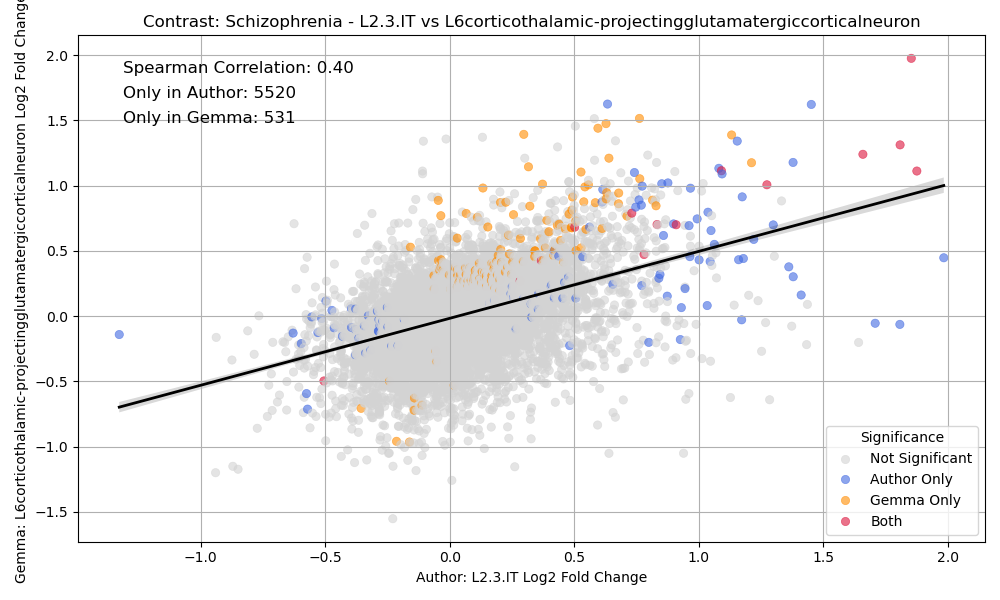 Contrast: Schizophrenia - L2.3.IT vs L6corticothalamic-projectingglutamatergiccorticalneuron
Gemma: L6corticothalamic-projectingglutamatergiccorticalneuron Log2 Fold Change
2.0
1.5
1.0
0.5
0.0
−0.5
−1.0
−1.5
Spearman Correlation: 0.40
Only in Author: 5520
Only in Gemma: 531
Significance
Not Significant
Author Only
Gemma Only
Both
−1.0
−0.5
0.0
0.5
1.0
1.5
2.0
Author: L2.3.IT Log2 Fold Change